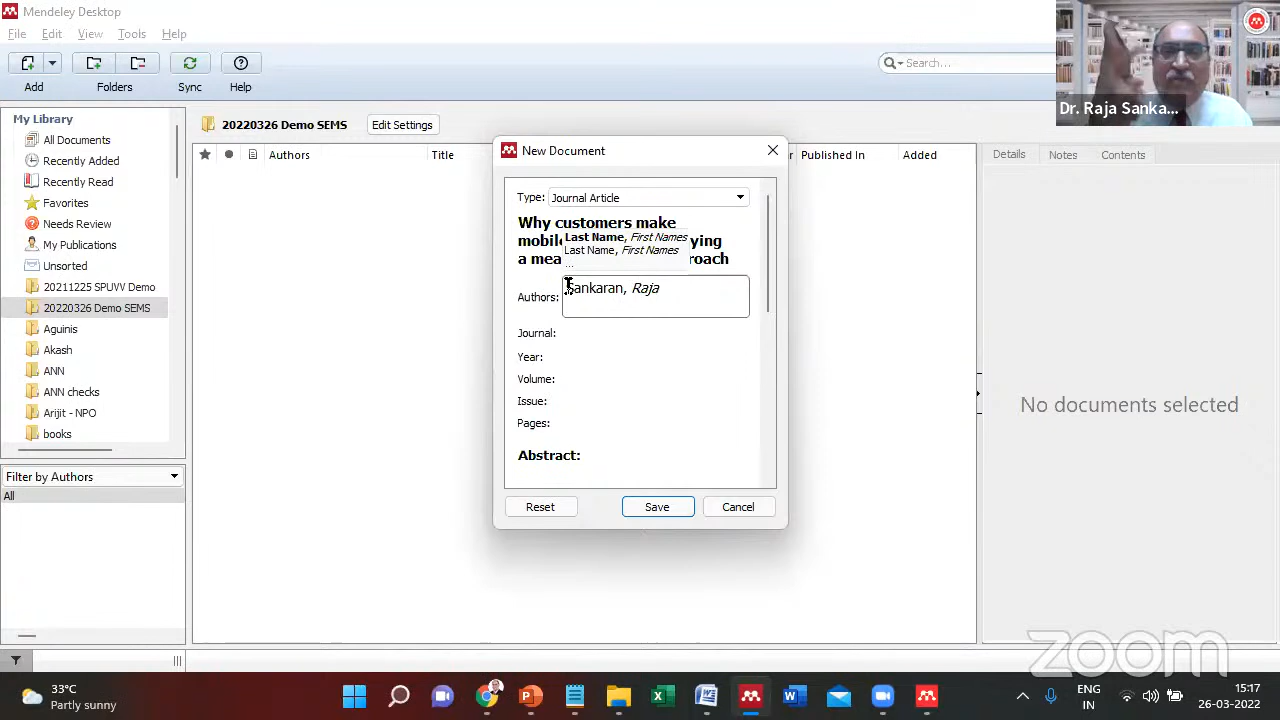 Mendeley Desktop
File Edit View Tools Help
Search...
Add Folders Sync Help
Dr. Raja Sanka...
My Library
All Documents
Recently Added
Recently Read
Favorites
Needs Review
My Publications
Unsorted
20211225 SPUVV Demo
20220326 Demo SEMS
Aguinis
Akash
ANN
ANN checks
Arijit - NPO
books
Filter by Authors
All
20220326 Demo SEMS Edit Settings
Authors Title Published In Added
New Document
Type: Journal Article
Why customers make
mobil ying
a mea roach
Last Name, First Names
Last Name, First Names
...
Authors: Sankaran, Raja
Journal:
Year:
Volume:
Issue:
Pages:
Abstract:
Reset Save Cancel
Details Notes Contents
No documents selected
zoom
33°C
Partly sunny
ENG
IN
15:17
26-03-2022